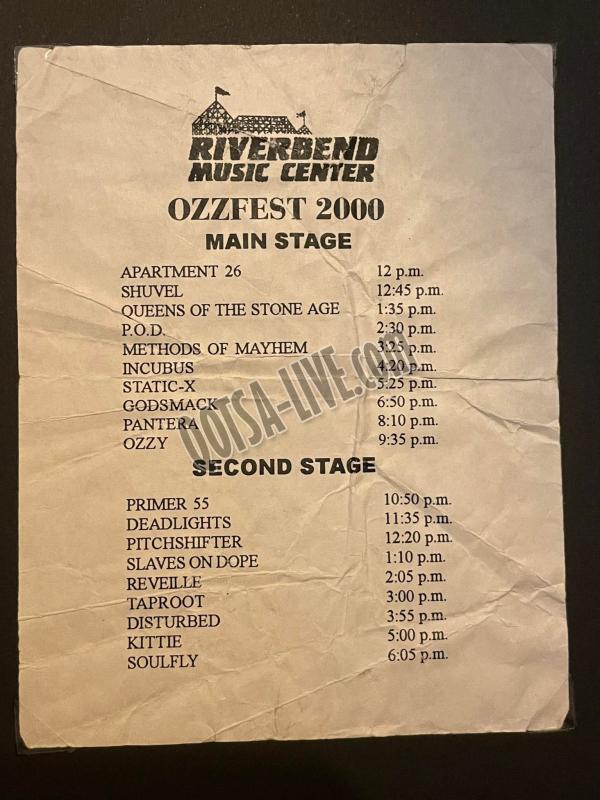 RIVERBEND
MUSIC CENTER
OZZFEST 2000
MAIN STAGE
APARTMENT 26 12 p.m.
SHUVEL 12:45 p.m.
QUEENS OF THE STONE AGE 1:35 p.m.
P.O.D. 2:30 p.m.
METHODS OF MAYHEM 3:25 p.m.
INCUBUS 4:20 p.m.
STATIC-X 5:25 p.m.
GODSMACK 6:50 p.m.
PANTERA 8:10 p.m.
OZZY 9:35 p.m.
DOTSA-LIVE.com
SECOND STAGE
PRIMER 55 10:50 p.m.
DEADLIGHTS 11:35 p.m.
PITCHSHIFTER 12:20 p.m.
SLAVES ON DOPE 1:10 p.m.
REVEILLE 2:05 p.m.
TAPROOT 3:00 p.m.
DISTURBED 3:55 p.m.
KITTIE 5:00 p.m.
SOULFLY 6:05 p.m.